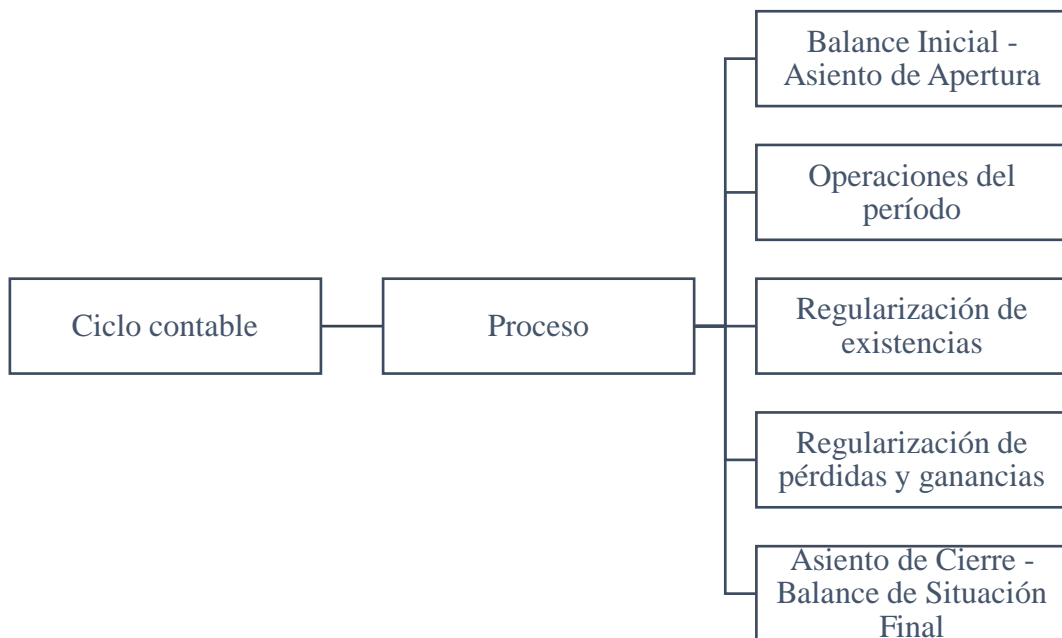 Ciclo contable
Proceso
Balance Inicial -
Asiento de Apertura
Operaciones del
período
Regularización de
existencias
Regularización de
pérdidas y ganancias
Asiento de Cierre -
Balance de Situación
Final